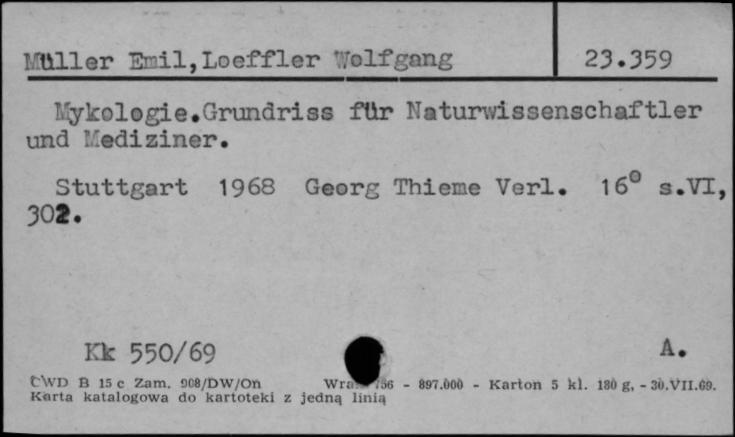 Müller Emil, Loeffler Wolfgang 23.359
Mykologie. Grundriss für Naturwissenschaftler
und Mediziner.
Stuttgart 1968 Georg Thieme Verl. 16° s.VI,
302.
Kk 550/69 A.
CWD B 15 c Zam. 908/DW/On - 897.000 - Karton 5 kl. 180 g, - 30.VII.69.
Karta katalogowa do kartoteki z jedną linią